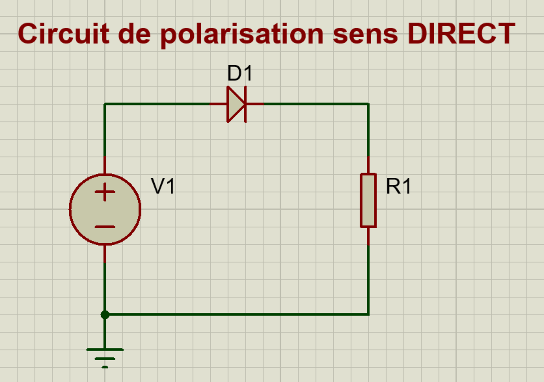 Circuit de polarisation sens DIRECT
D1
V1
R1